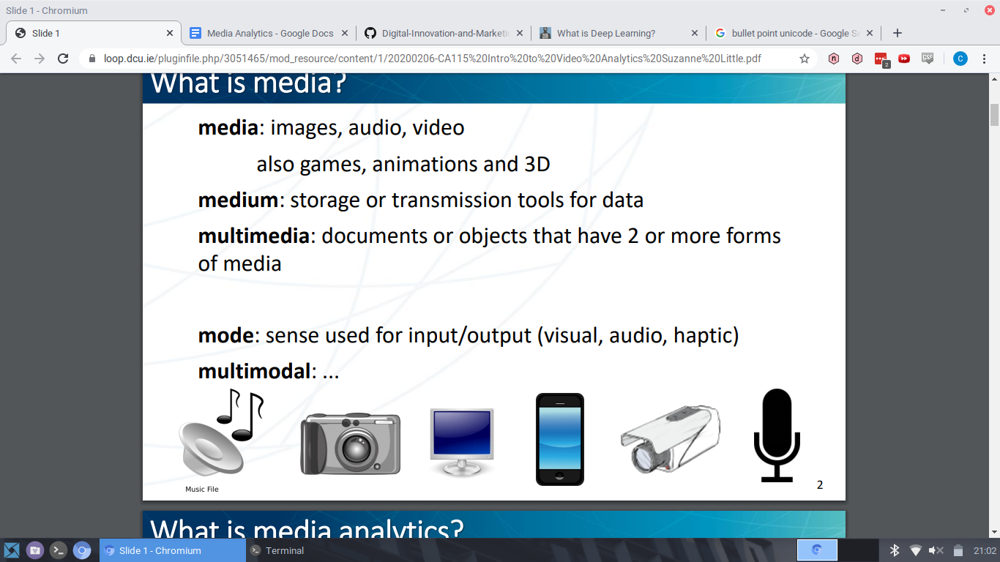 Slide 1 - Chromium
Slide 1
Media Analytics - Google Docs
Digital-Innovation-and-Marketi
What is Deep Learning?
bullet point unicode - Google S
loop.dcu.ie/pluginfile.php/3051465/mod_resource/content/1/20200206-CA115%20Intro%20to%20Video%20Analytics%20Suzanne%20Little.pdf
n
d
2
CSS
C
What is media?
media: images, audio, video
also games, animations and 3D
medium: storage or transmission tools for data
multimedia: documents or objects that have 2 or more forms
of media
mode: sense used for input/output (visual, audio, haptic)
multimodal: ...
Music File
2
What is media analytics?
Slide 1 - Chromium
Terminal
21:02